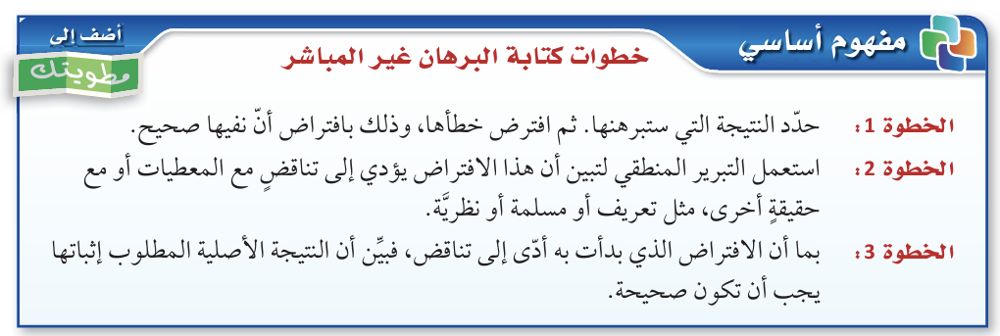 مفهوم أساسي
أضف إلى
مطويتك
خطوات كتابة البرهان غير المباشر
الخطوة 1: حدّد النتيجة التي ستبرهنها. ثم افترض خطأها، وذلك بافتراض أنّ نفيها صحيح.
الخطوة 2: استعمل التبرير المنطقي لتبين أن هذا الافتراض يؤدي إلى تناقضٍ مع المعطيات أو مع
حقيقةٍ أخرى، مثل تعريف أو مسلمة أو نظريَّة.
الخطوة 3: بما أن الافتراض الذي بدأت به أدّى إلى تناقض، فبيِّن أن النتيجة الأصلية المطلوب إثباتها
يجب أن تكون صحيحة.